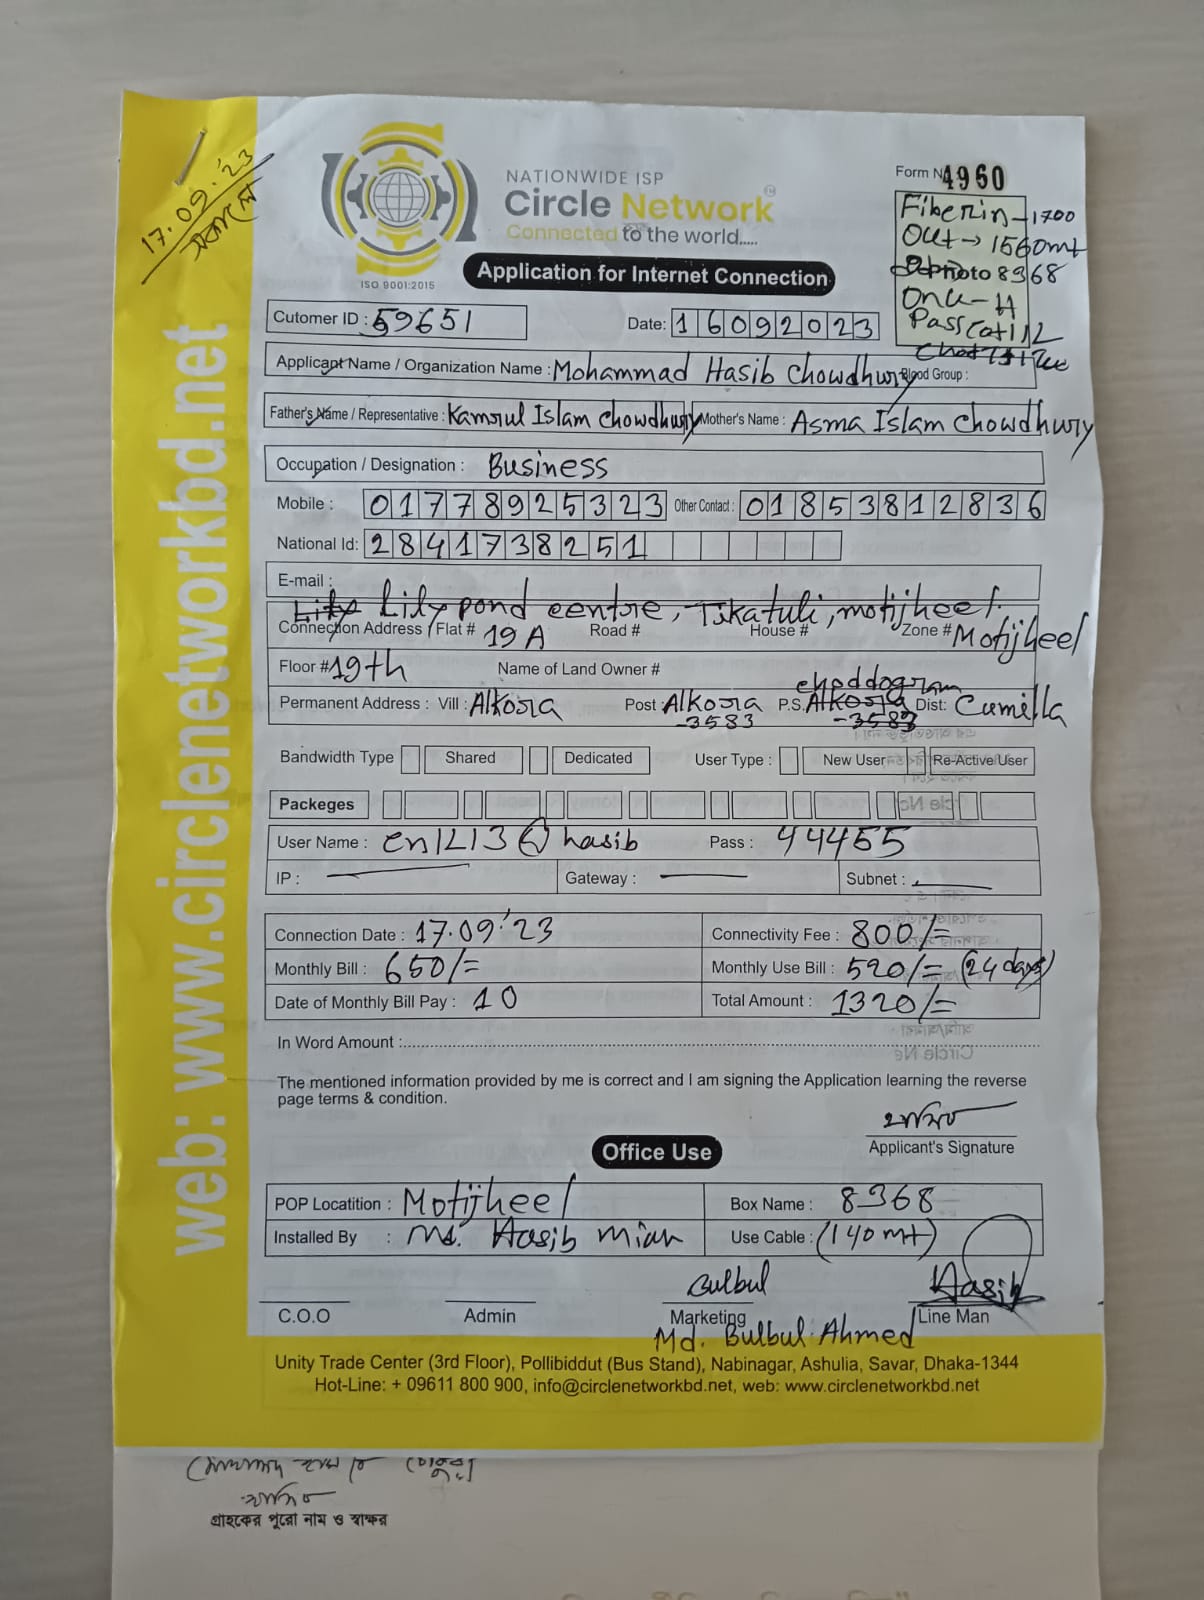 17.09.'23
সকালে
NATIONWIDE ISP
Circle Network
Connected to the world.....
ISO 9001:2015
Application for Internet Connection
Form N 4960
Fiber in - 1700
Out → 1560mt
8368
Onu -
Pass Cat
Cutomer ID : 59651
Date: 16092023
Applicant Name / Organization Name : Mohammad Hasib Chowdhury Blood Group :
Father's Name / Representative : Kamrul Islam Chowdhury Mother's Name : Asma Islam Chowdhury
Occupation / Designation : Business
Mobile : 01778925323 Other Contact : 01853812836
National Id: 2841738251
E-mail :
Lily Lily pond centre, Tikatuli, motijheel.
Connection Address / Flat # 19 A Road # House # Zone # Motijheel
Floor # 19th Name of Land Owner #
choddogram
Permanent Address : Vill : Alkora Post : Alkora P.S. Alkora Dist: Cumilla
-3583 -3583
Bandwidth Type Shared Dedicated User Type : New User Re-Active User
Packeges
User Name : @hasib Pass : 44455
IP : Gateway : Subnet :
Connection Date : 17.09.'23 Connectivity Fee : 800/=
Monthly Bill : 650/= Monthly Use Bill : 520/= (24 days)
Date of Monthly Bill Pay : 10 Total Amount : 1320/=
In Word Amount :
The mentioned information provided by me is correct and I am signing the Application learning the reverse
page terms & condition.
হাসিব
Applicant's Signature
Office Use
POP Locatition : Motijheel Box Name : 8368
Installed By : Md. Hasib Mian Use Cable : (140 mt)
Bulbul Hasib
C.O.O Admin Marketing Line Man
Md. Bulbul Ahmed
Unity Trade Center (3rd Floor), Pollibiddut (Bus Stand), Nabinagar, Ashulia, Savar, Dhaka-1344
Hot-Line: + 09611 800 900, info@circlenetworkbd.net, web: www.circlenetworkbd.net
web: www.circlenetworkbd.net
হাসিব
গ্রাহকের পুরো নাম ও স্বাক্ষর